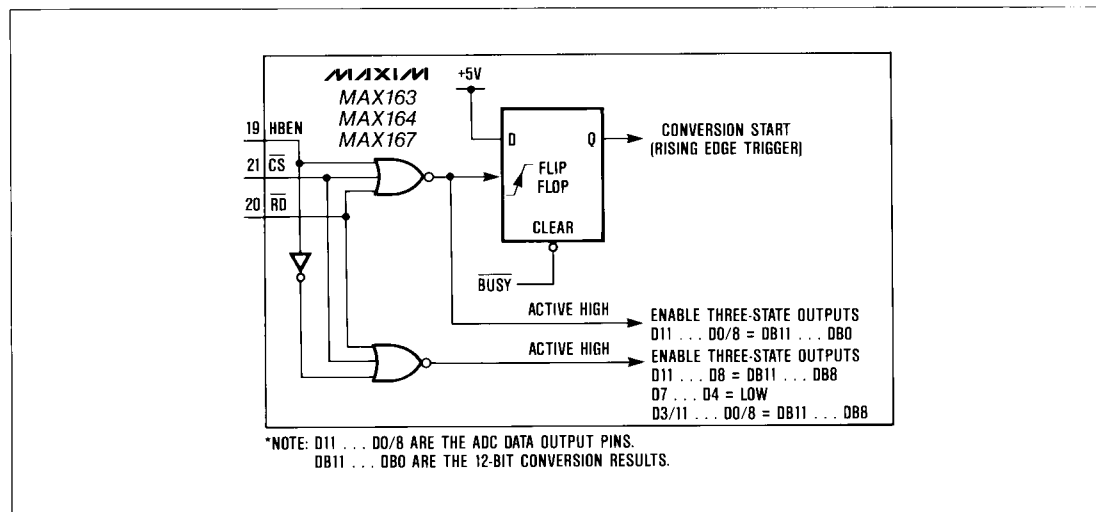 MAXIM
MAX163
MAX164
MAX167
+5V
19 HBEN
21 C̅S̅
20 R̅D̅
D Q
FLIP
FLOP
CLEAR
B̅U̅S̅Y̅
CONVERSION START
(RISING EDGE TRIGGER)
ACTIVE HIGH
ENABLE THREE-STATE OUTPUTS
D11 . . . D0/8 = DB11 . . . DB0
ACTIVE HIGH
ENABLE THREE-STATE OUTPUTS
D11 . . . D8 = DB11 . . . DB8
D7 . . . D4 = LOW
D3/11 . . . D0/8 = DB11 . . . DB8
*NOTE: D11 . . . D0/8 ARE THE ADC DATA OUTPUT PINS.
DB11 . . . DB0 ARE THE 12-BIT CONVERSION RESULTS.